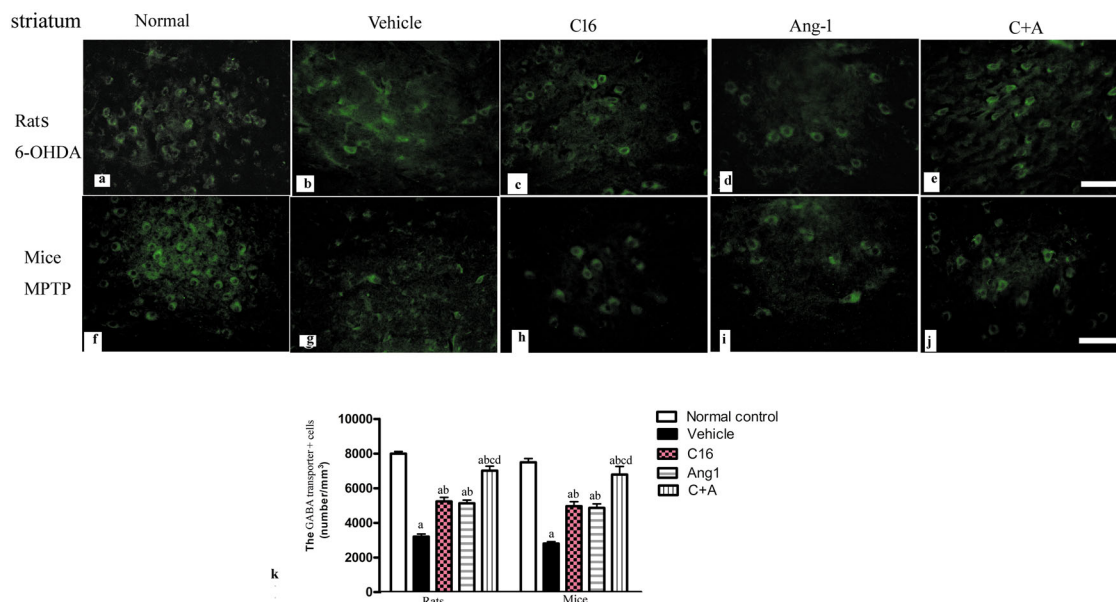 striatum Normal Vehicle C16 Ang-1 C+A
Rats
6-OHDA
a b c d e
Mice
MPTP
f g h i j
The GABA transporter + cells
(number/mm³)
10000
8000
6000
4000
2000
0
abcd abcd
ab ab ab ab
a a
Normal control
Vehicle
C16
Ang1
C+A
k
Rats Mice